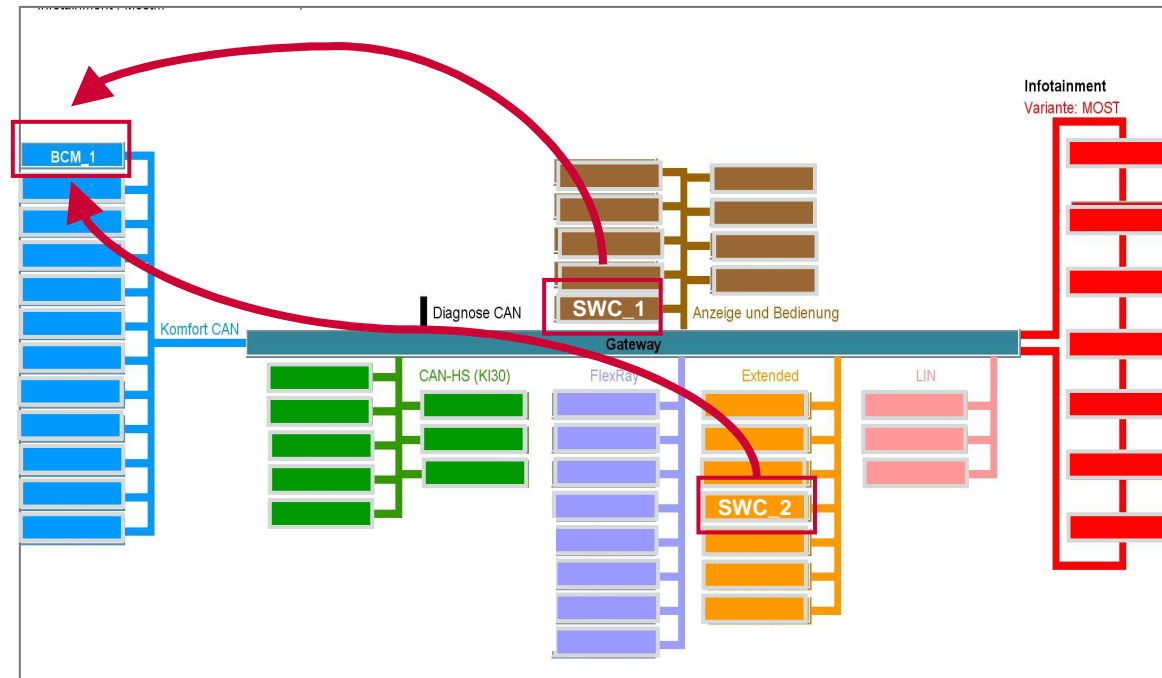 Infotainment
Variante: MOST
BCM_1
SWC_1
Diagnose CAN
Anzeige und Bedienung
Komfort CAN
Gateway
CAN-HS (Kl30)
FlexRay
Extended
LIN
SWC_2